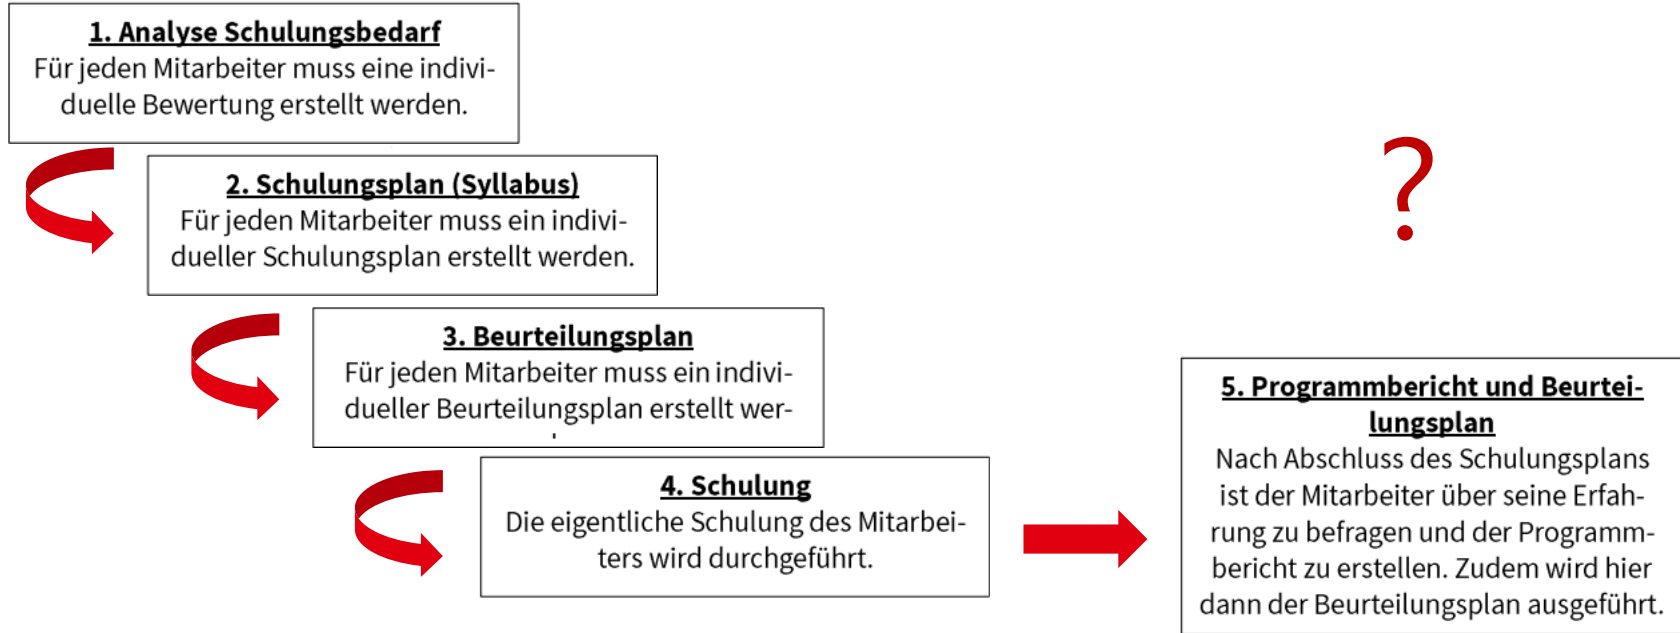 1. Analyse Schulungsbedarf
Für jeden Mitarbeiter muss eine indivi-
duelle Bewertung erstellt werden.
2. Schulungsplan (Syllabus)
Für jeden Mitarbeiter muss ein indivi-
dueller Schulungsplan erstellt werden.
3. Beurteilungsplan
Für jeden Mitarbeiter muss ein indivi-
dueller Beurteilungsplan erstellt wer-
4. Schulung
Die eigentliche Schulung des Mitarbei-
ters wird durchgeführt.
?
5. Programmbericht und Beurtei-
lungsplan
Nach Abschluss des Schulungsplans
ist der Mitarbeiter über seine Erfah-
rung zu befragen und der Programm-
bericht zu erstellen. Zudem wird hier
dann der Beurteilungsplan ausgeführt.